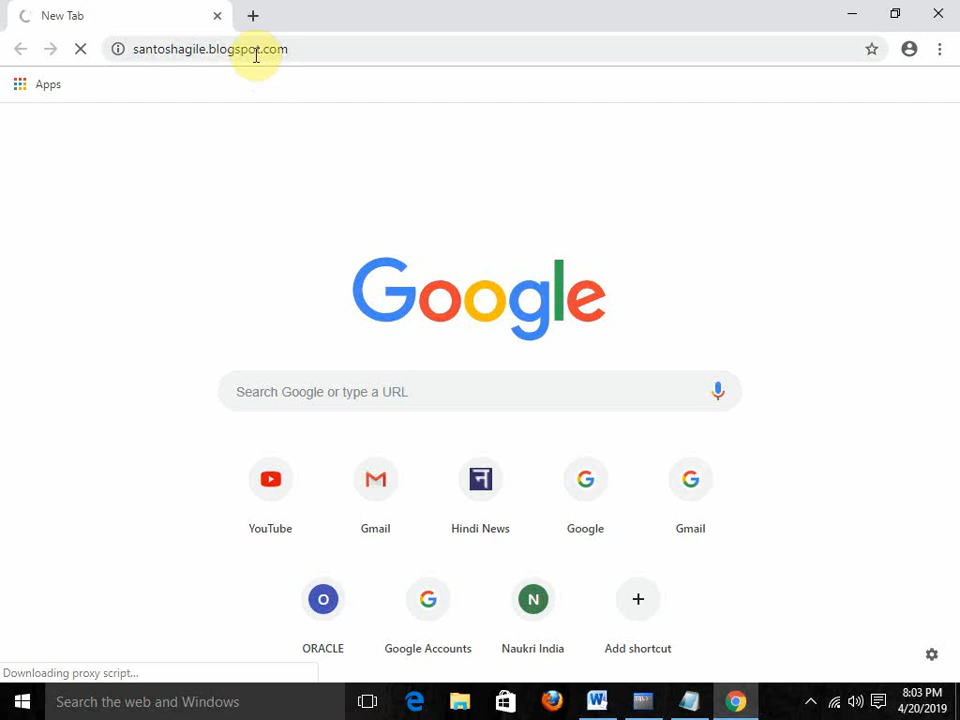 New Tab
santoshagile.blogspot.com
Apps
Google
Search Google or type a URL
न
YouTube
Gmail
Hindi News
Google
Gmail
O
G
N
ORACLE
Google Accounts
Naukri India
Add shortcut
Downloading proxy script...
Search the web and Windows
8:03 PM
4/20/2019